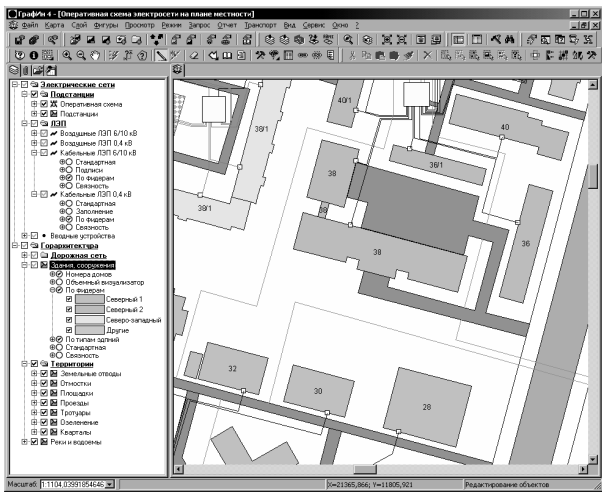 ГрафИн 4 - [Оперативная схема электросети на плане местности]
Файл Карта Слой Фигуры Просмотр Режим Запрос Отчет Транспорт Вид Сервис Окно ?
Электрические сети
Подстанции
Оперативная схема
Подстанции
ЛЭП
Воздушные ЛЭП 6/10 кВ
Воздушные ЛЭП 0,4 кВ
Кабельные ЛЭП 6/10 кВ
Стандартная
Подписи
По фидерам
Связность
Кабельные ЛЭП 0,4 кВ
Стандартная
Заполнение
По фидерам
Связность
Вводные устройства
Горархитектура
Дорожная сеть
Здания, сооружения
Номера домов
Объемный визуализатор
По фидерам
Северный 1
Северный 2
Северо-западный
Другие
По типам зданий
Стандартная
Связность
Территории
Земельные отводы
Отмостки
Площадки
Проезды
Тротуары
Озеленение
Кварталы
Реки и водоемы
40/1
38/1
40
38
36/1
38
38/1
36
38
32
30
28
Масштаб: 1:1104,03991854646
X=21365,866; Y=11805,921
Редактирование объектов